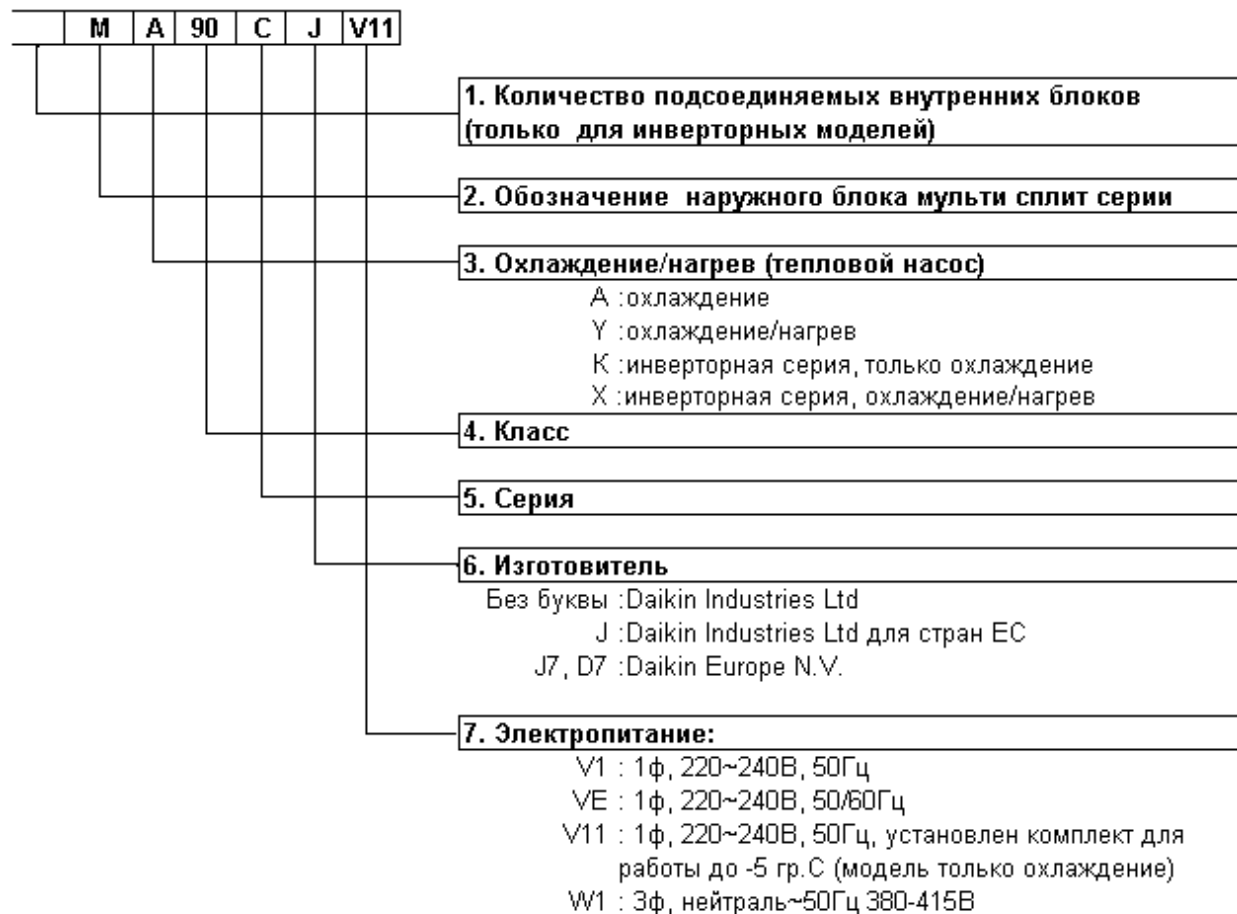 M A 90 C J V11
1. Количество подсоединяемых внутренних блоков
(только для инверторных моделей)
2. Обозначение наружного блока мульти сплит серии
3. Охлаждение/нагрев (тепловой насос)
A :охлаждение
Y :охлаждение/нагрев
K :инверторная серия, только охлаждение
X :инверторная серия, охлаждение/нагрев
4. Класс
5. Серия
6. Изготовитель
Без буквы :Daikin Industries Ltd
J :Daikin Industries Ltd для стран ЕС
J7, D7 :Daikin Europe N.V.
7. Электропитание:
V1 : 1ф, 220~240В, 50Гц
VE : 1ф, 220~240В, 50/60Гц
V11 : 1ф, 220~240В, 50Гц, установлен комплект для
работы до -5 гр.С (модель только охлаждение)
W1 : 3ф, нейтраль~50Гц 380-415В